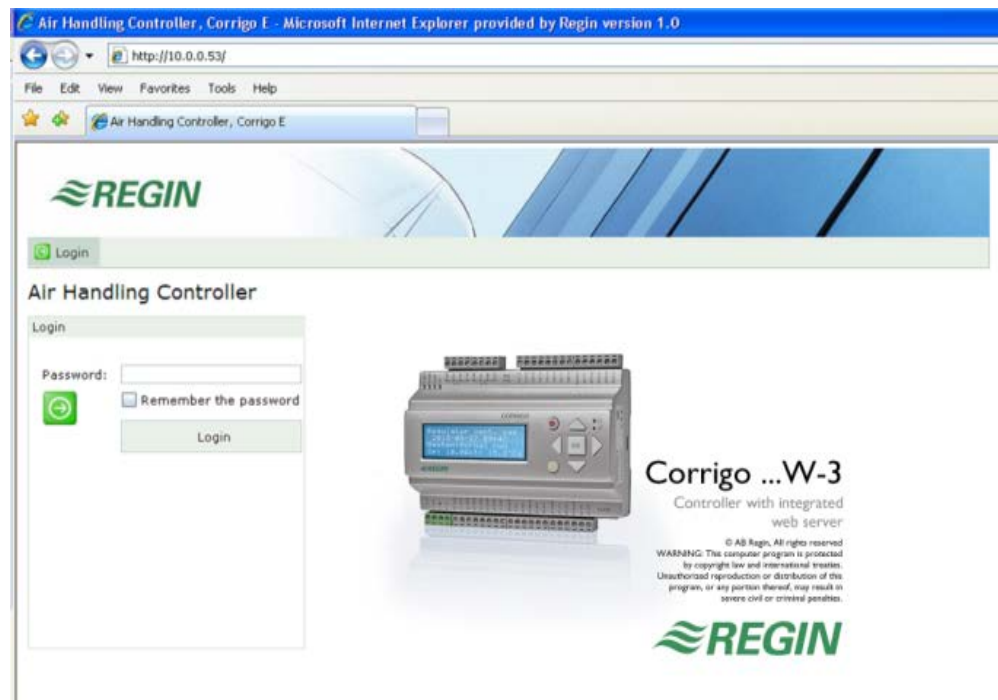 Air Handling Controller, Corrigo E - Microsoft Internet Explorer provided by Regin version 1.0
http://10.0.0.53/
File Edit View Favorites Tools Help
Air Handling Controller, Corrigo E
REGIN
Login
Air Handling Controller
Login
Password:
Remember the password
Login
CORRIGO
REGIN
Corrigo ...W-3
Controller with integrated
web server
© AB Regin, All rights reserved
WARNING: This computer program is protected
by copyright law and international treaties.
Unauthorized reproduction or distribution of this
program, or any portion thereof, may result in
severe civil or criminal penalties.
REGIN